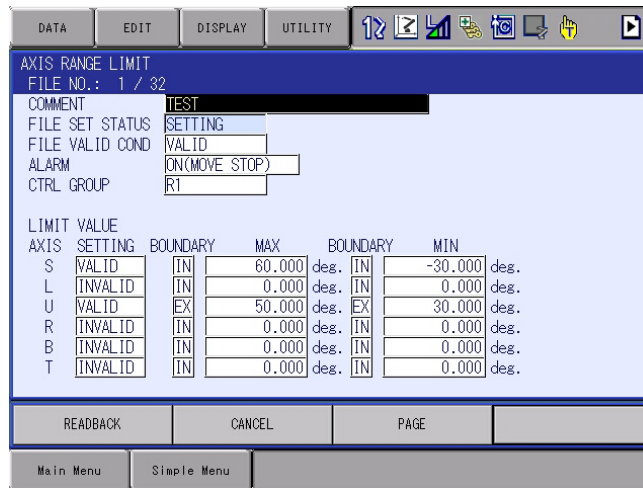 DATA EDIT DISPLAY UTILITY
AXIS RANGE LIMIT
FILE NO.: 1 / 32
COMMENT TEST
FILE SET STATUS SETTING
FILE VALID COND VALID
ALARM ON(MOVE STOP)
CTRL GROUP R1
LIMIT VALUE
AXIS SETTING BOUNDARY MAX BOUNDARY MIN
S VALID IN 60.000 deg. IN -30.000 deg.
L INVALID IN 0.000 deg. IN 0.000 deg.
U VALID EX 50.000 deg. EX 30.000 deg.
R INVALID IN 0.000 deg. IN 0.000 deg.
B INVALID IN 0.000 deg. IN 0.000 deg.
T INVALID IN 0.000 deg. IN 0.000 deg.
READBACK CANCEL PAGE
Main Menu Simple Menu